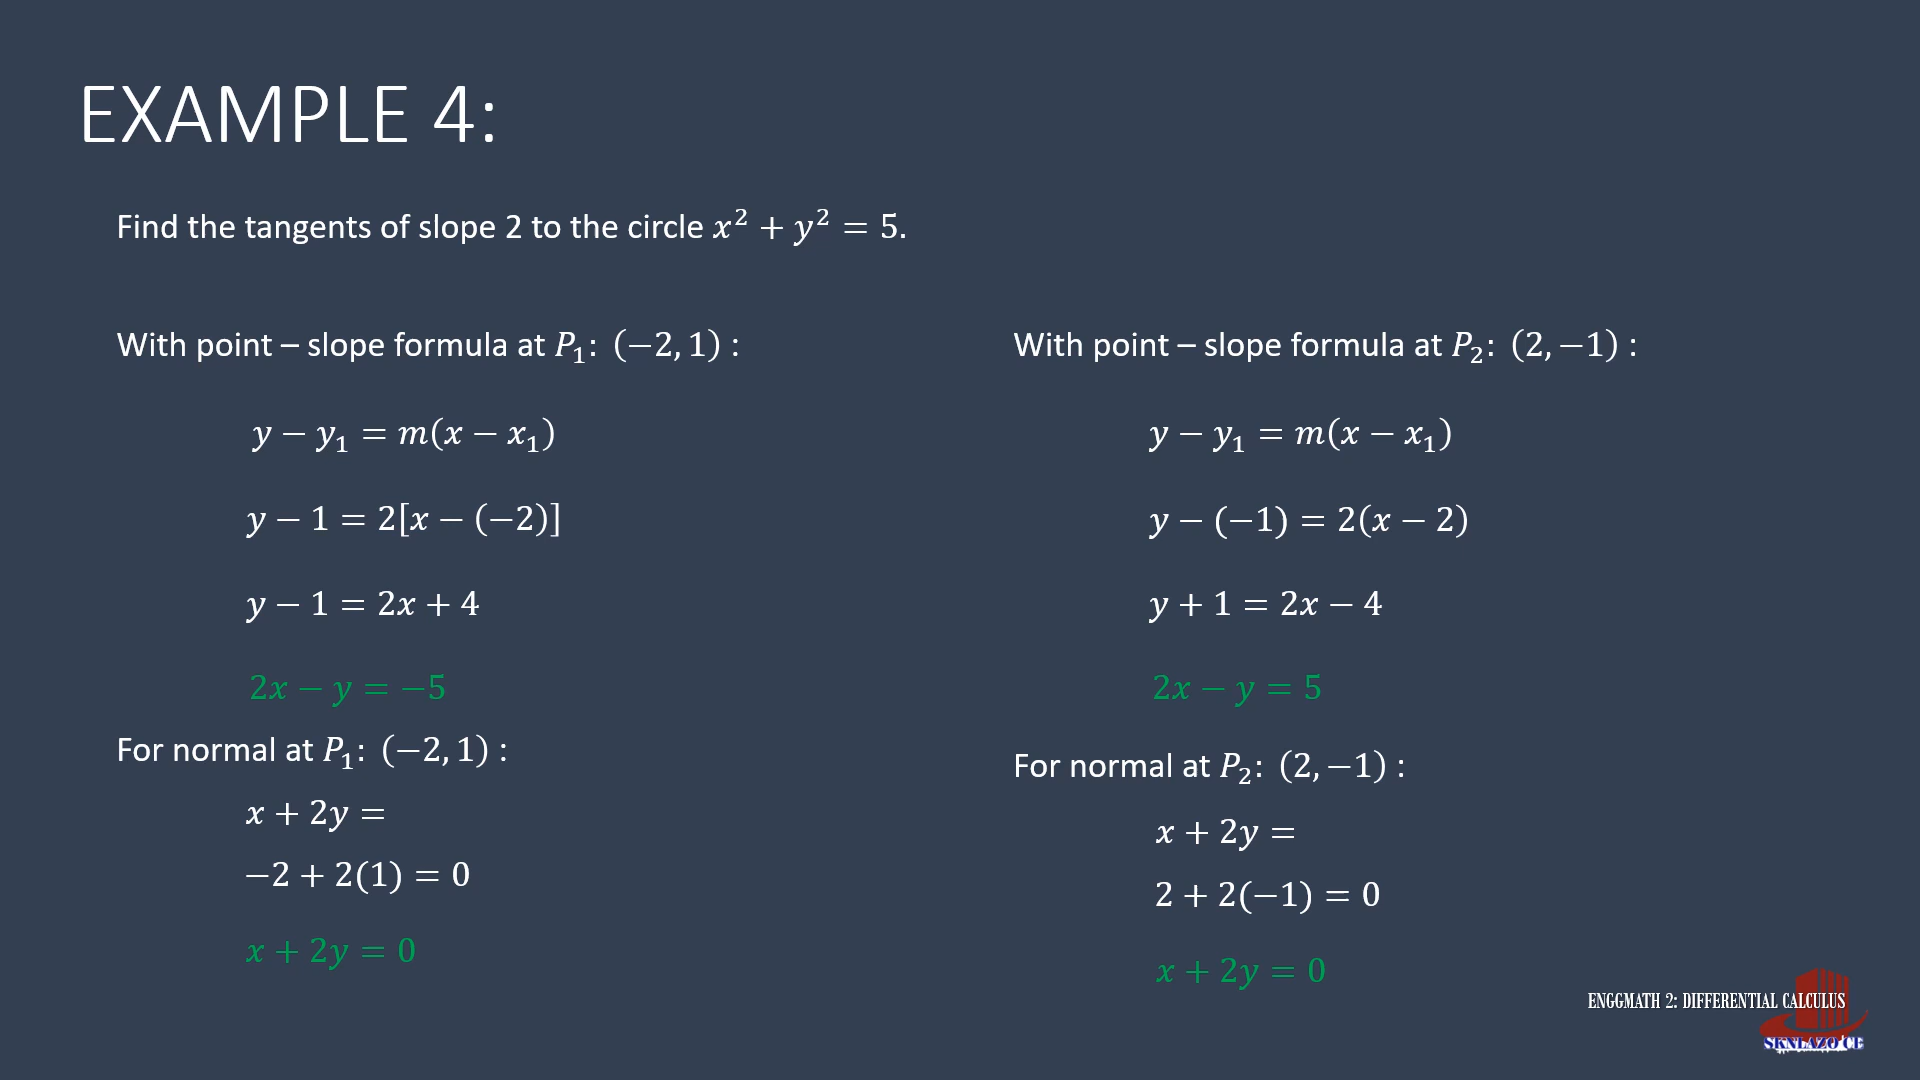 EXAMPLE 4:
Find the tangents of slope 2 to the circle x² + y² = 5.
With point – slope formula at P₁: (−2, 1) :
y − y₁ = m(x − x₁)
y − 1 = 2[x − (−2)]
y − 1 = 2x + 4
2x − y = −5
For normal at P₁: (−2, 1) :
x + 2y =
−2 + 2(1) = 0
x + 2y = 0
With point – slope formula at P₂: (2, −1) :
y − y₁ = m(x − x₁)
y − (−1) = 2(x − 2)
y + 1 = 2x − 4
2x − y = 5
For normal at P₂: (2, −1) :
x + 2y =
2 + 2(−1) = 0
x + 2y = 0
ENGGMATH 2: DIFFERENTIAL CALCULUS